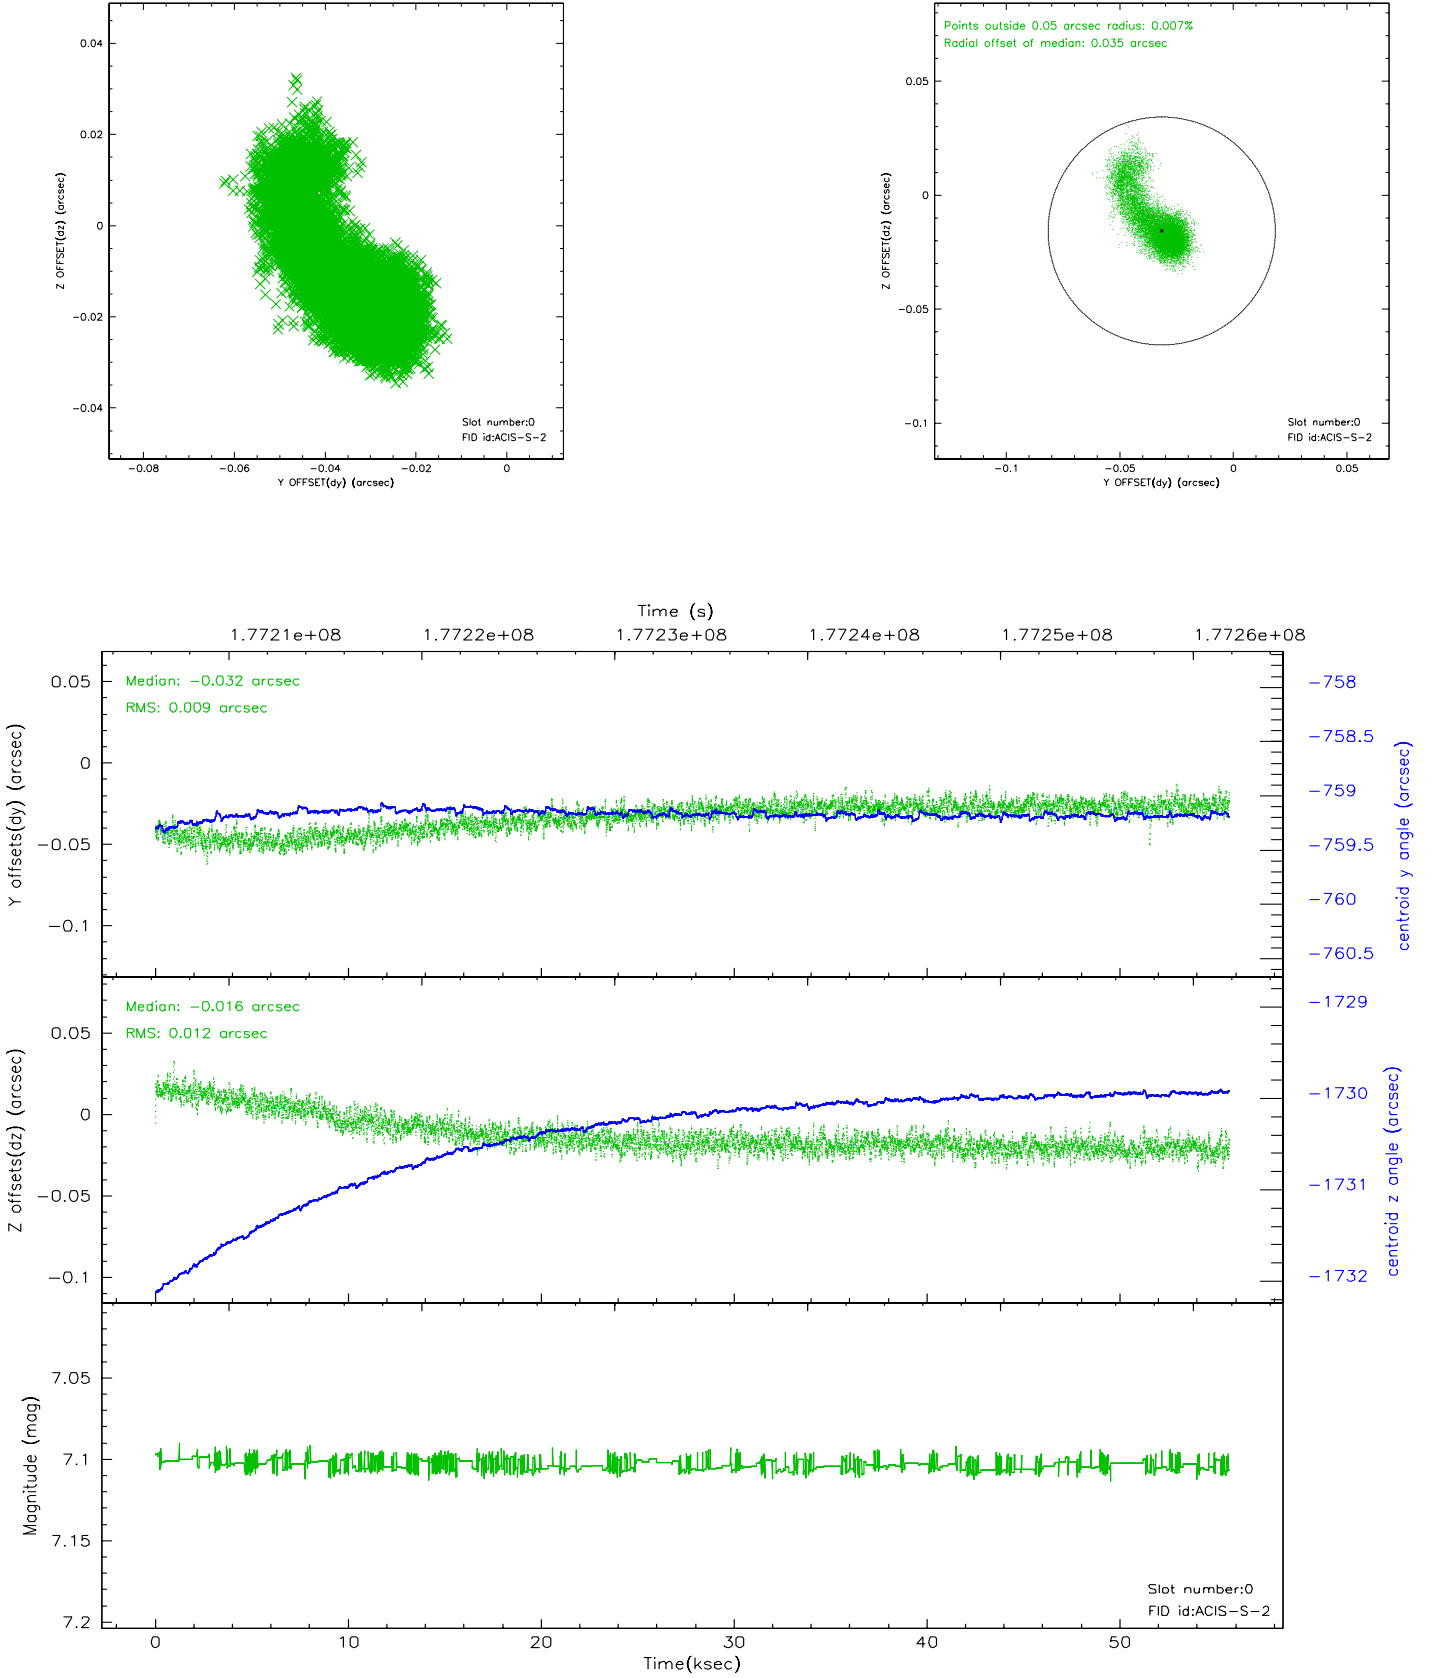 0.04
0.02
0
−0.02
−0.04
Z OFFSET(dz) (arcsec)
Slot number:0
FID id:ACIS−S−2
−0.08 −0.06 −0.04 −0.02 0
Y OFFSET(dy) (arcsec)
Points outside 0.05 arcsec radius: 0.007%
Radial offset of median: 0.035 arcsec
0.05
0
−0.05
−0.1
Z OFFSET(dz) (arcsec)
Slot number:0
FID id:ACIS−S−2
−0.1 −0.05 0 0.05
Y OFFSET(dy) (arcsec)
Time (s)
1.7721e+08 1.7722e+08 1.7723e+08 1.7724e+08 1.7725e+08 1.7726e+08
Median: −0.032 arcsec
RMS: 0.009 arcsec
0.05
0
−0.05
−0.1
Y offsets(dy) (arcsec)
−758
−758.5
−759
−759.5
−760
−760.5
centroid y angle (arcsec)
Median: −0.016 arcsec
RMS: 0.012 arcsec
0.05
0
−0.05
−0.1
Z offsets(dz) (arcsec)
−1729
−1730
−1731
−1732
centroid z angle (arcsec)
7.05
7.1
7.15
7.2
Magnitude (mag)
Slot number:0
FID id:ACIS−S−2
0 10 20 30 40 50
Time(ksec)